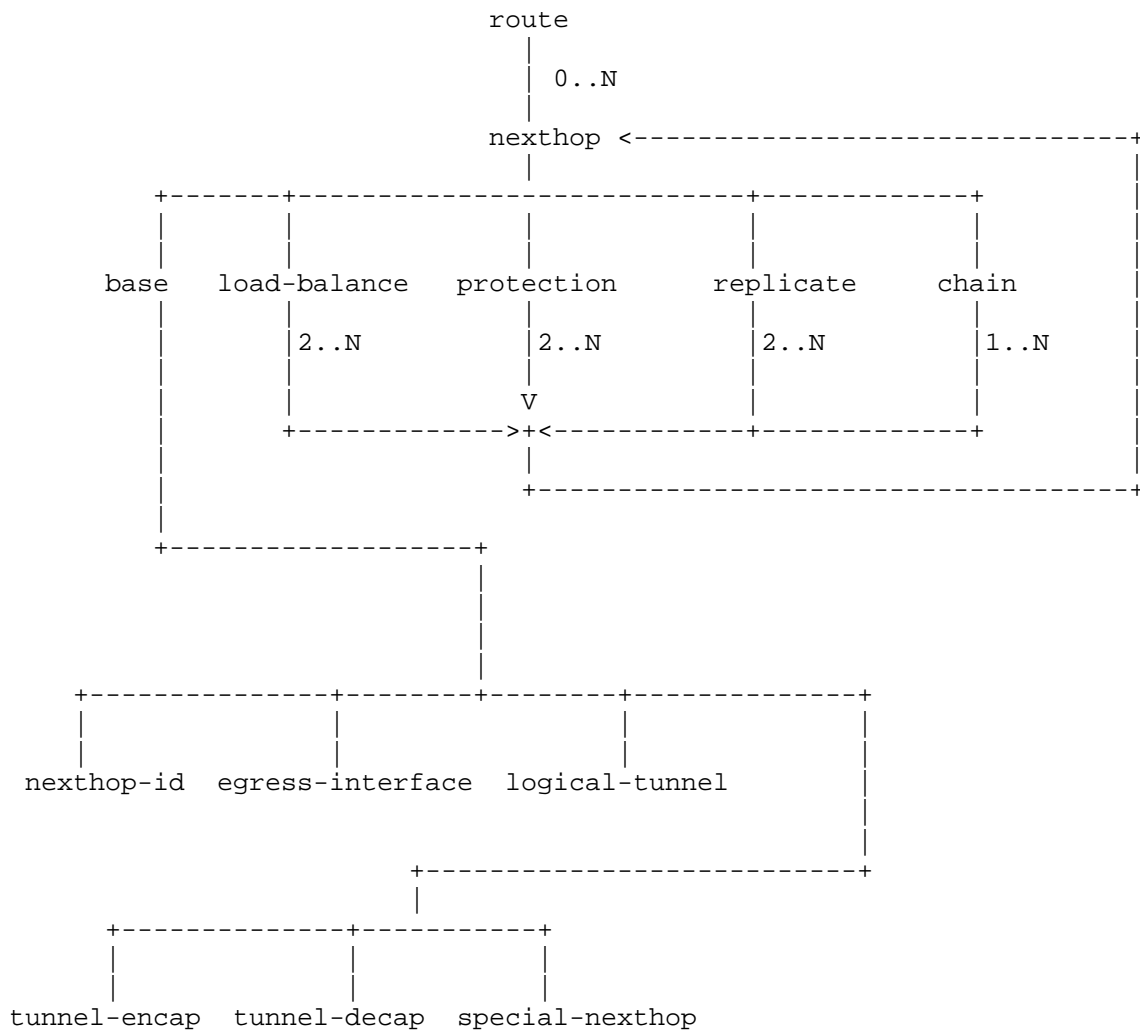 route
0..N
nexthop
base load-balance protection replicate chain
2..N 2..N 2..N 1..N
V
nexthop-id egress-interface logical-tunnel
tunnel-encap tunnel-decap special-nexthop